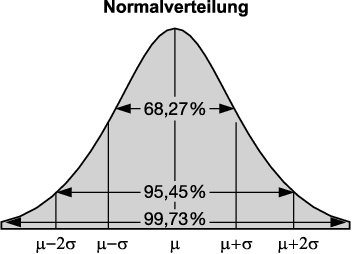 Normalverteilung
68,27%
95,45%
99,73%
μ−2σ μ−σ μ μ+σ μ+2σ